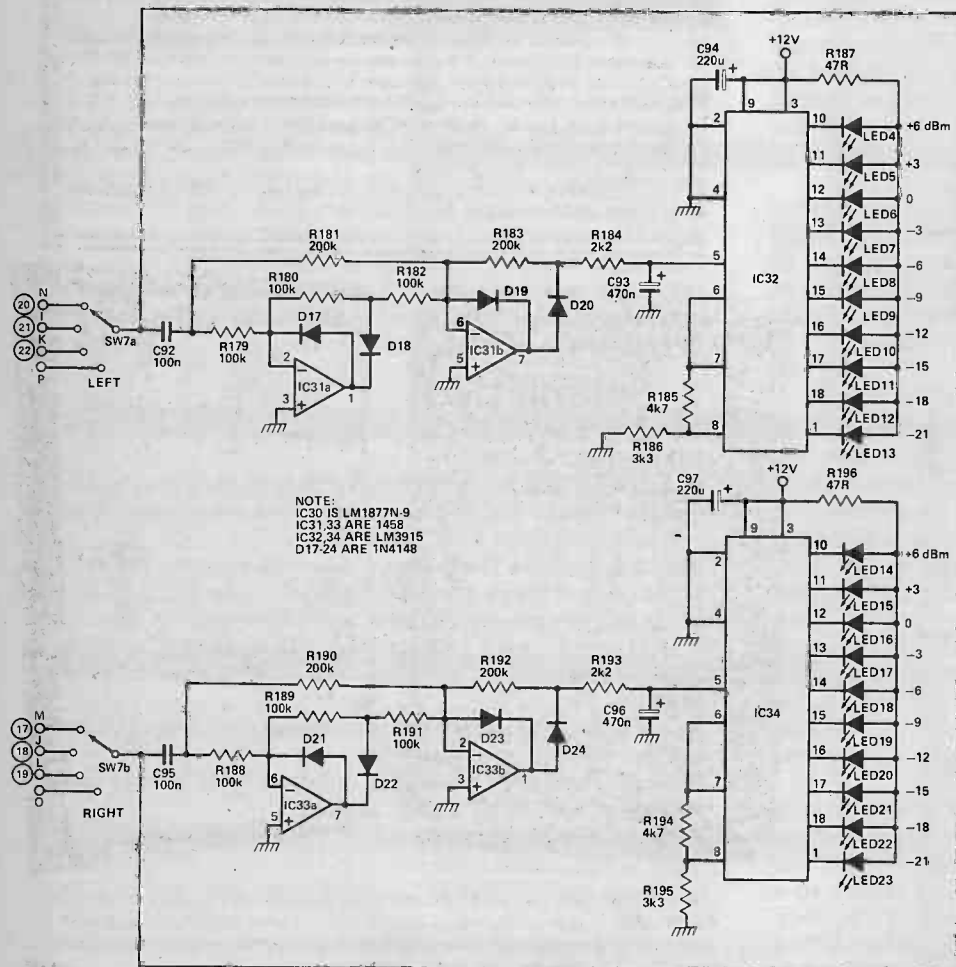 C94
220u
+
+12V
R187
47R
9
3
2
4
5
6
7
8
IC32
10
11
12
13
14
15
16
17
18
1
+6 dBm
+3
0
−3
−6
−9
−12
−15
−18
−21
LED4
LED5
LED6
LED7
LED8
LED9
LED10
LED11
LED12
LED13
R181
200k
R183
200k
R184
2k2
R180
100k
R182
100k
D19
D20
C93
470n
+
D17
D18
R179
100k
C92
100n
2
−
3
+
IC31a
1
6
−
5
+
IC31b
7
20
N
21
I
22
K
P
SW7a
LEFT
R185
4k7
R186
3k3
NOTE:
IC30 IS LM1877N-9
IC31,33 ARE 1458
IC32,34 ARE LM3915
D17-24 ARE 1N4148
C97
220u
+
+12V
R196
47R
9
3
2
4
5
6
7
8
IC34
10
11
12
13
14
15
16
17
18
1
+6 dBm
+3
0
−3
−6
−9
−12
−15
−18
−21
LED14
LED15
LED16
LED17
LED18
LED19
LED20
LED21
LED22
LED23
R190
200k
R192
200k
R193
2k2
R189
100k
R191
100k
D23
D24
C96
470n
+
D21
D22
R188
100k
C95
100n
6
−
5
+
IC33a
7
2
−
3
+
IC33b
1
17
M
18
J
19
L
O
SW7b
RIGHT
R194
4k7
R195
3k3